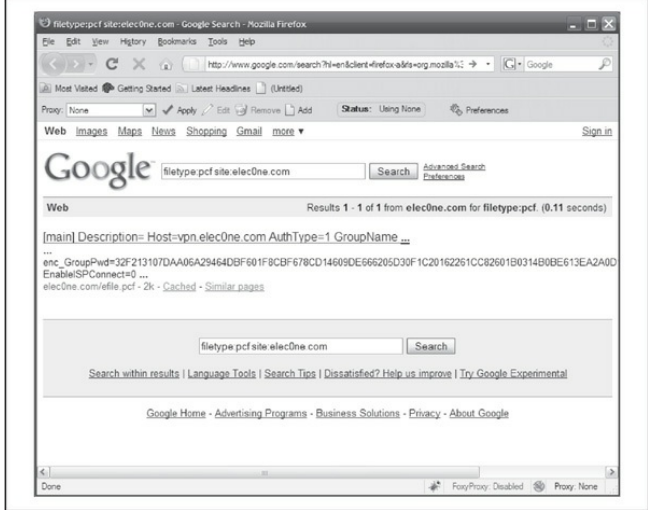 filetype:pcf site:elec0ne.com - Google Search - Mozilla Firefox
File Edit View History Bookmarks Tools Help
http://www.google.com/search?hl=en&client=firefox-a&rls=org.mozilla%3 Google
Most Visited Getting Started Latest Headlines (Untitled)
Proxy: None Apply Edit Remove Add Status: Using None Preferences
Web Images Maps News Shopping Gmail more ▼ Sign in
Google filetype:pcf site:elec0ne.com Search Advanced Search
Preferences
Web Results 1 - 1 of 1 from elec0ne.com for filetype:pcf. (0.11 seconds)
[main] Description= Host=vpn.elec0ne.com AuthType=1 GroupName ...
...
enc_GroupPwd=32F213107DAA06A29464DBF601F8CBF678CD14609DE666205D30F1C20162261CC82601B0314B0BE613EA2A0D
EnableISPConnect=0 ...
elec0ne.com/efile.pcf - 2k - Cached - Similar pages
filetype:pcf site:elec0ne.com Search
Search within results | Language Tools | Search Tips | Dissatisfied? Help us improve | Try Google Experimental
Google Home - Advertising Programs - Business Solutions - Privacy - About Google
Done FoxyProxy: Disabled Proxy: None